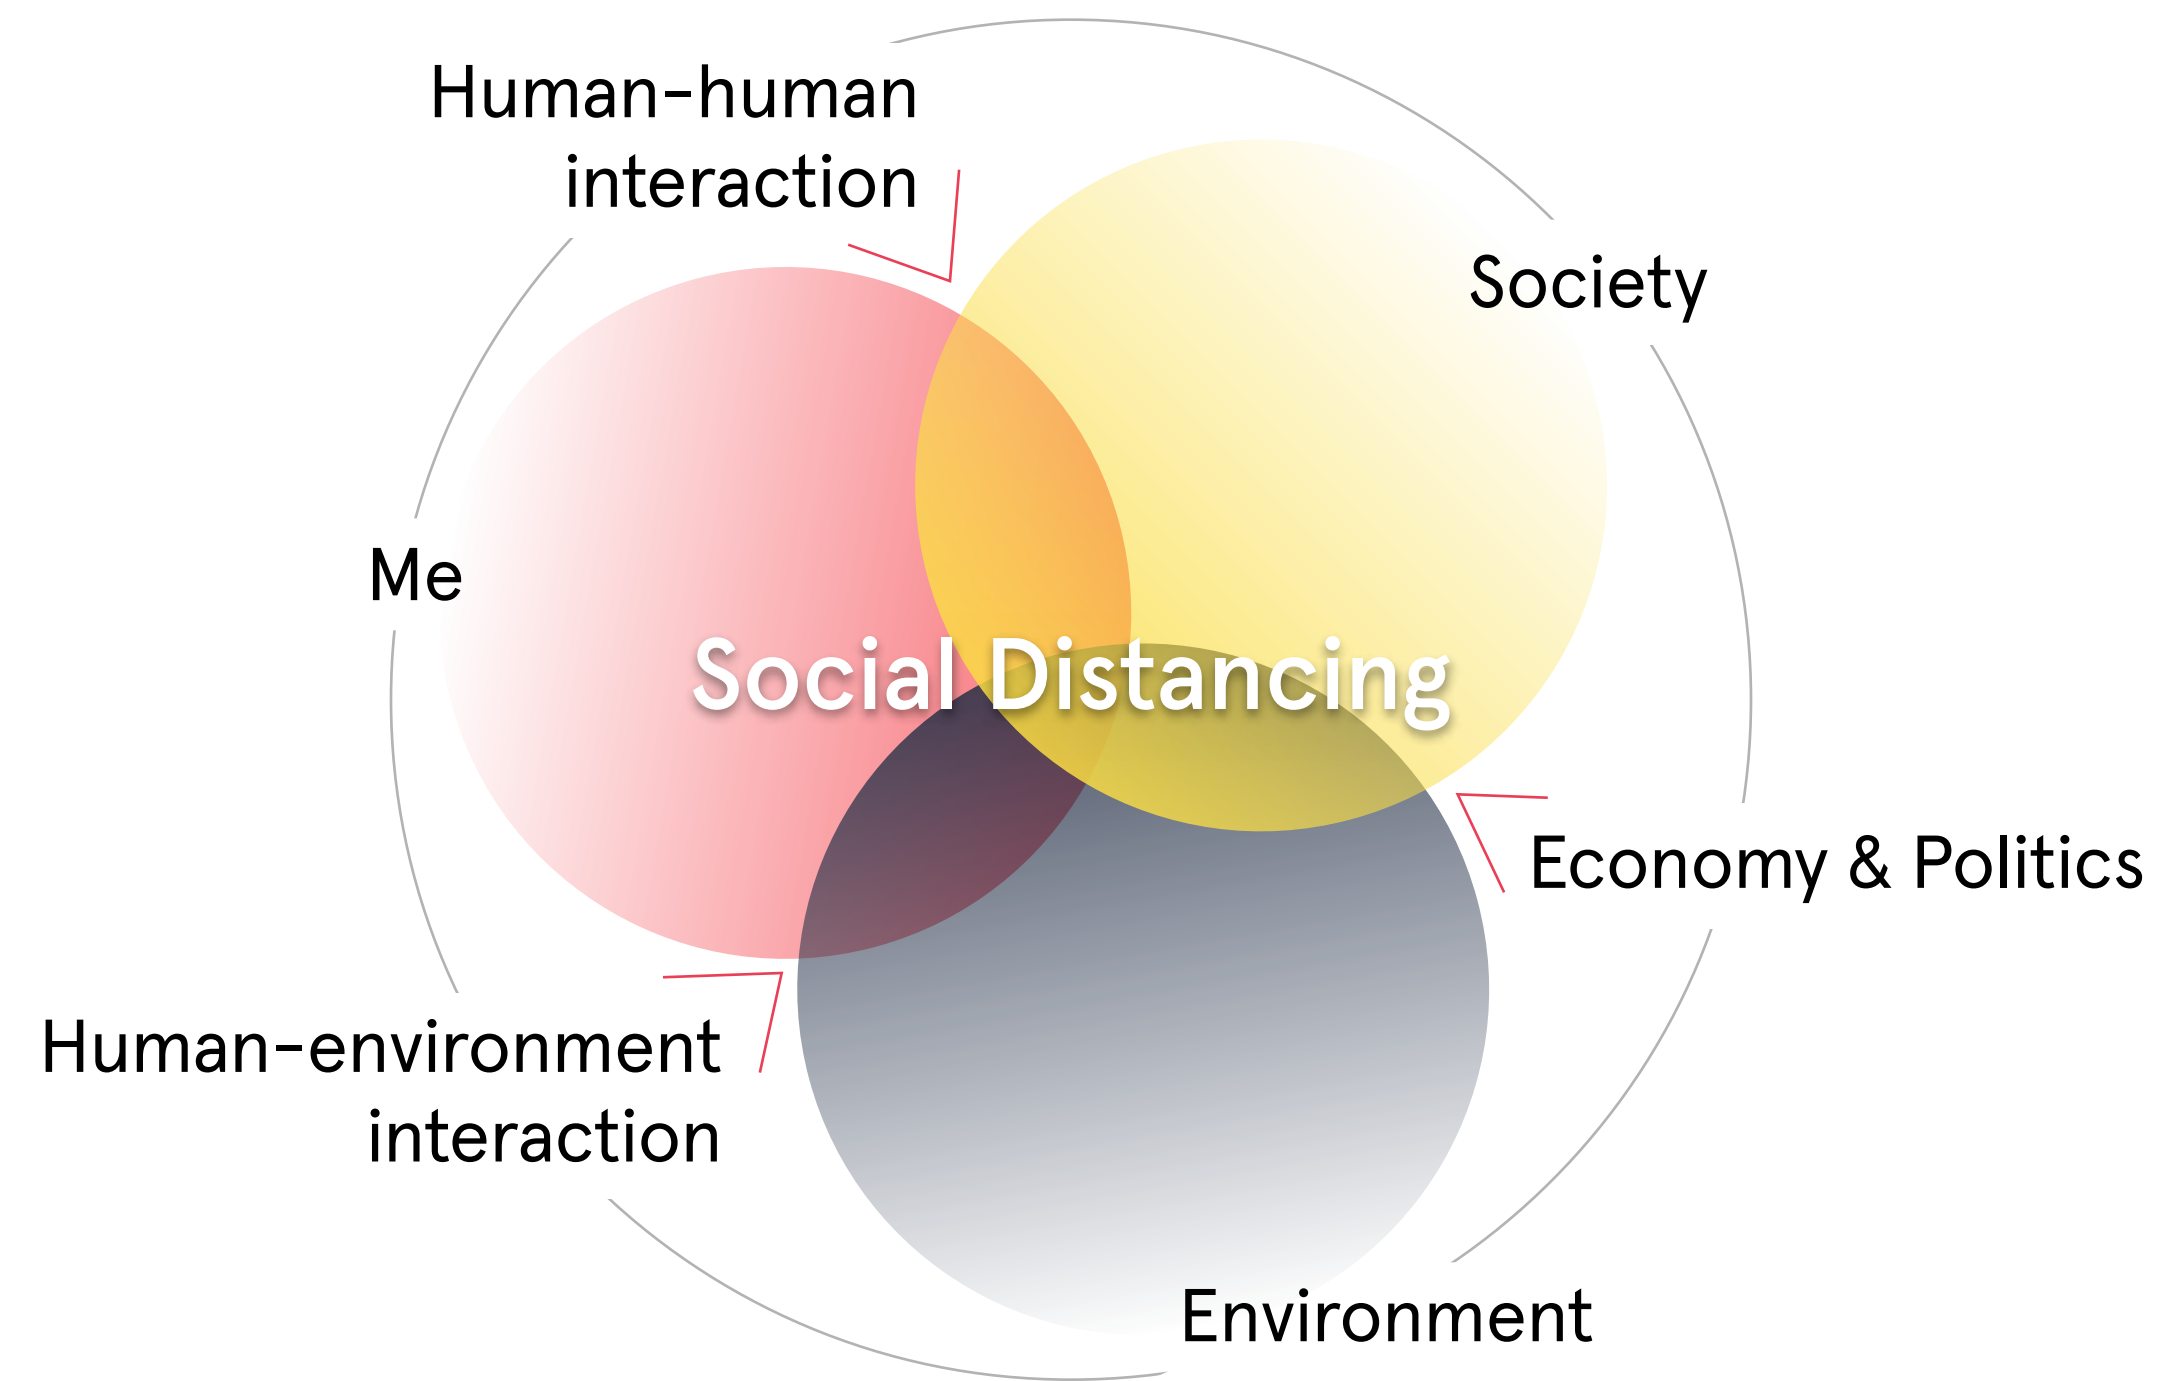 Human-human
interaction
Society
Me
Social Distancing
Economy & Politics
Human-environment
interaction
Environment